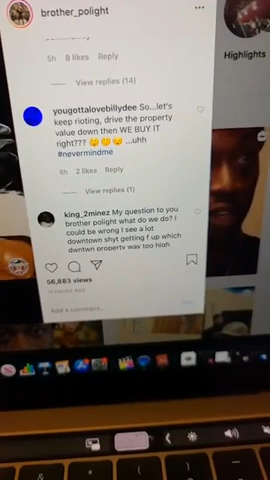 brother_polight
5h 8 likes Reply
View replies (14)
yougottalovebillydee So...let's
keep rioting, drive the property
value down then WE BUY IT
right??? 😲🤔😏 ...uhh
#nevermindme
6h 2 likes Reply
View replies (1)
king_2minez My question to you
brother polight what do we do? I
could be wrong I see a lot
downtown shyt getting f up which
dwntwn property way too high
56,883 views
Add a comment...
Highlights